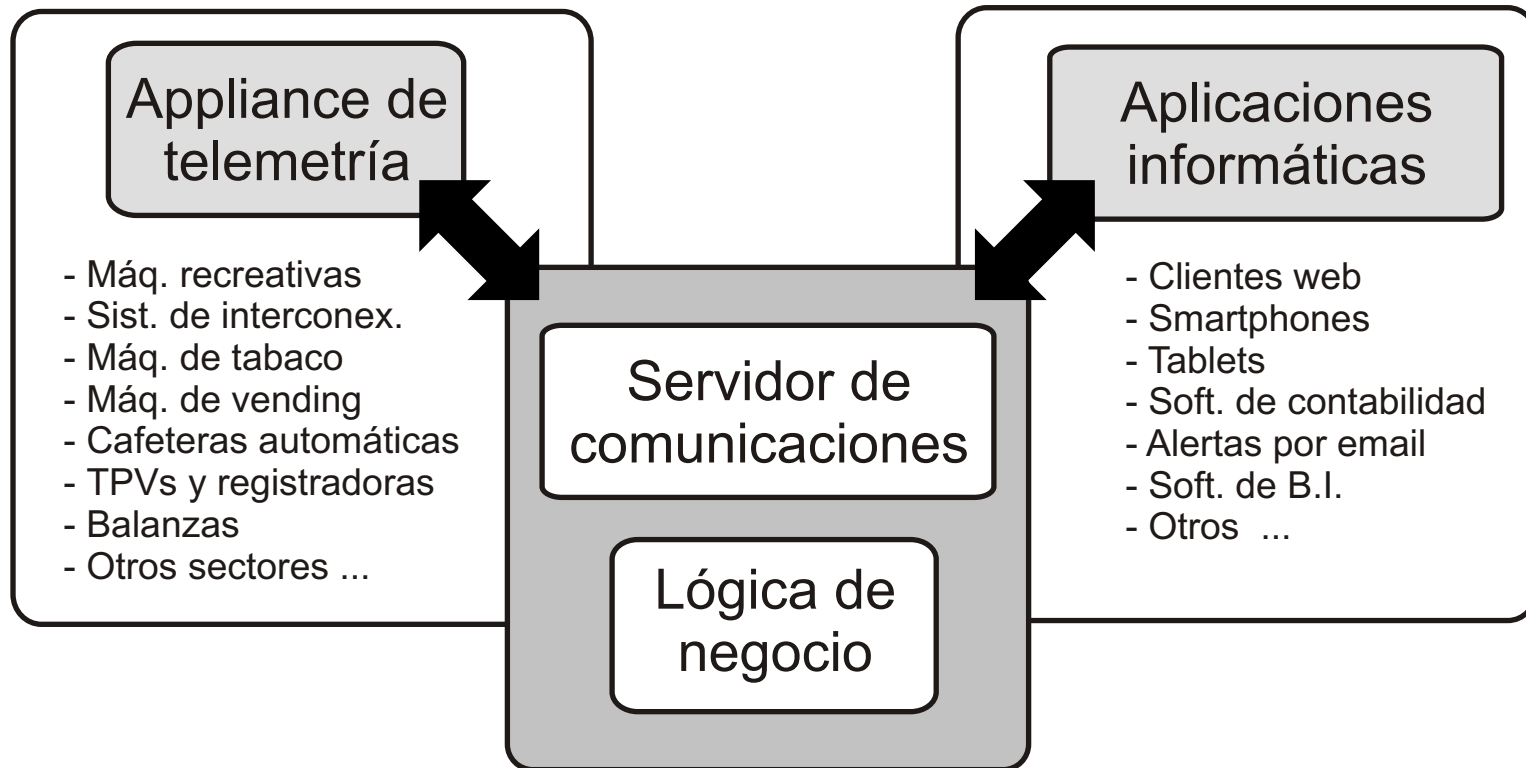 Appliance de
telemetría
- Máq. recreativas
- Sist. de interconex.
- Máq. de tabaco
- Máq. de vending
- Cafeteras automáticas
- TPVs y registradoras
- Balanzas
- Otros sectores ...
Servidor de
comunicaciones
Lógica de
negocio
Aplicaciones
informáticas
- Clientes web
- Smartphones
- Tablets
- Soft. de contabilidad
- Alertas por email
- Soft. de B.I.
- Otros ...